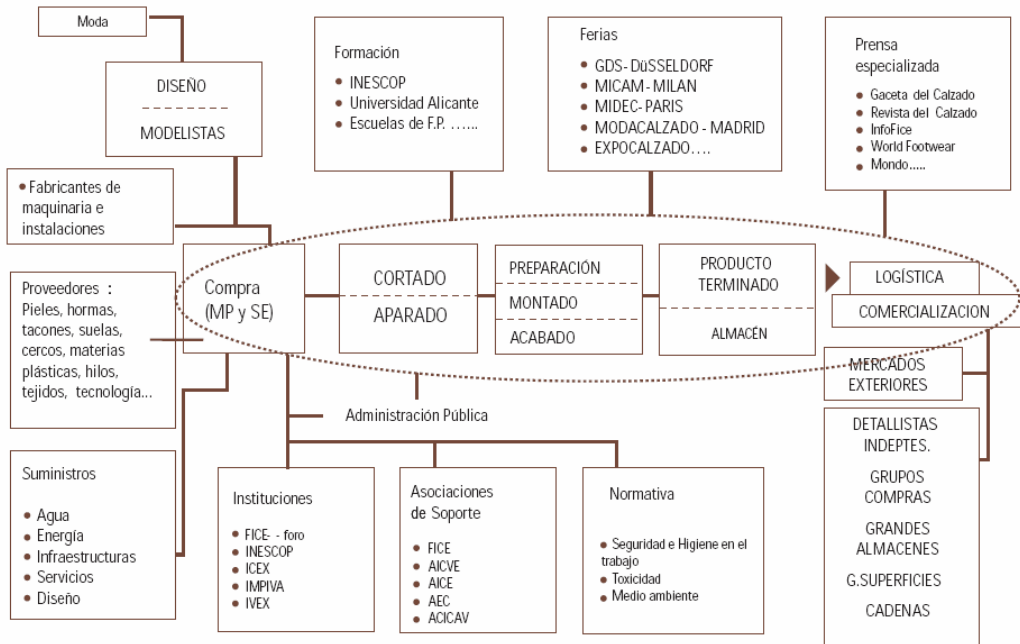 Moda
DISEÑO
MODELISTAS
Formación
• INESCOP
• Universidad Alicante
• Escuelas de F.P. …...
Ferias
• GDS- DüSSELDORF
• MICAM - MILAN
• MIDEC- PARIS
• MODACALZADO - MADRID
• EXPOCALZADO….
Prensa
especializada
• Gaceta del Calzado
• Revista del Calzado
• InfoFice
• World Footwear
• Mondo.....
• Fabricantes de
maquinaria e
instalaciones
Proveedores :
Pieles, hormas,
tacones, suelas,
cercos, materias
plásticas, hilos,
tejidos, tecnología...
Compra
(MP y SE)
CORTADO
APARADO
PREPARACIÓN
MONTADO
ACABADO
PRODUCTO
TERMINADO
ALMACÉN
LOGÍSTICA
COMERCIALIZACION
MERCADOS
EXTERIORES
DETALLISTAS
INDEPTES.
GRUPOS
COMPRAS
GRANDES
ALMACENES
G.SUPERFICIES
CADENAS
Administración Pública
Suministros
• Agua
• Energía
• Infraestructuras
• Servicios
• Diseño
Instituciones
• FICE- - foro
• INESCOP
• ICEX
• IMPIVA
• IVEX
Asociaciones
de Soporte
• FICE
• AICVE
• AICE
• AEC
• ACICAV
Normativa
• Seguridad e Higiene en el
trabajo
• Toxicidad
• Medio ambiente